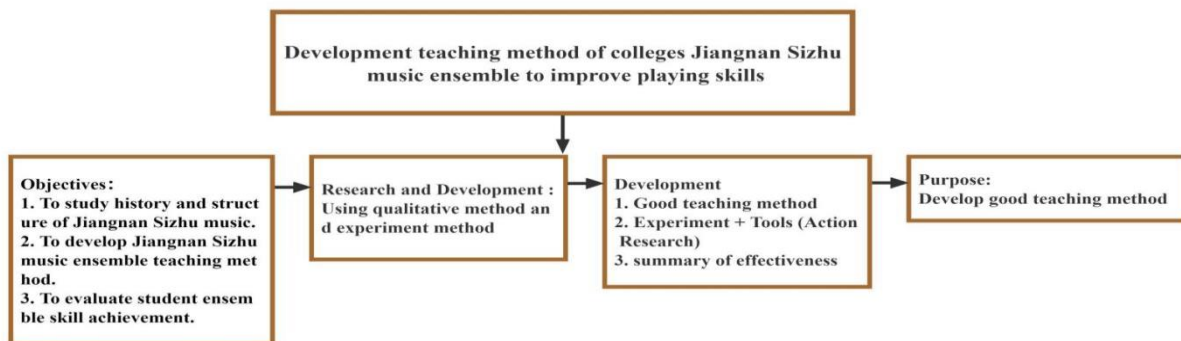 Development teaching method of colleges Jiangnan Sizhu
music ensemble to improve playing skills
Objectives:
1. To study history and struct
ure of Jiangnan Sizhu music.
2. To develop Jiangnan Sizhu
music ensemble teaching met
hod.
3. To evaluate student ensem
ble skill achievement.
Research and Development :
Using qualitative method an
d experiment method
Development
1. Good teaching method
2. Experiment + Tools (Action
Research)
3. summary of effectiveness
Purpose:
Develop good teaching method